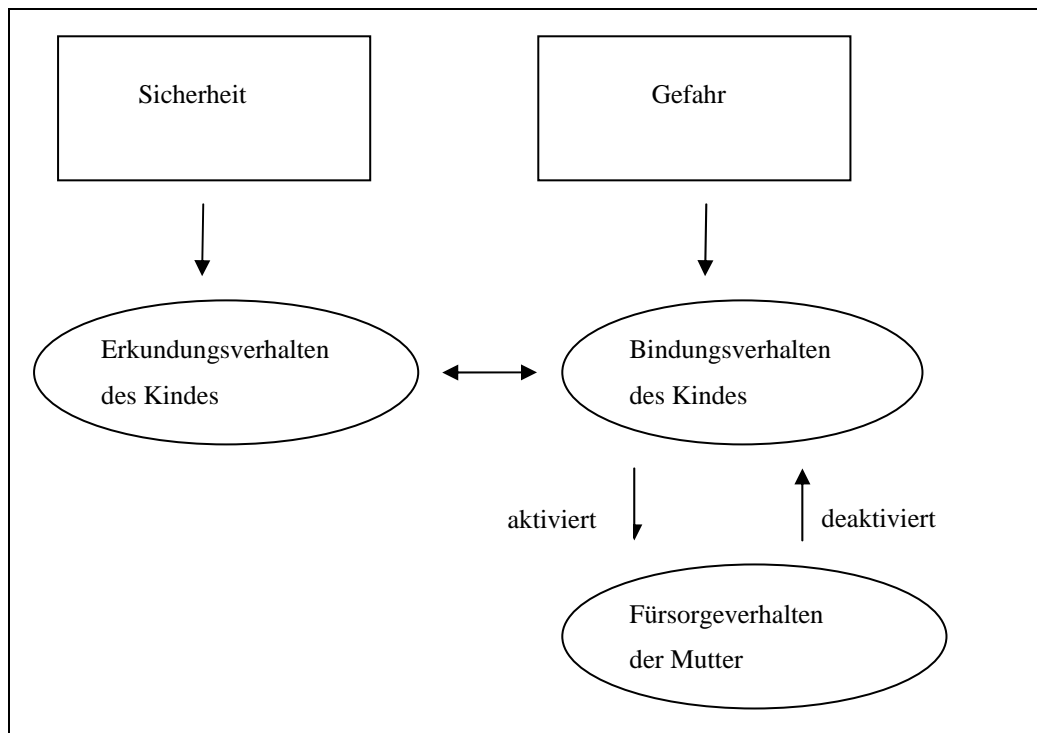 Sicherheit
Gefahr
Erkundungsverhalten
des Kindes
Bindungsverhalten
des Kindes
aktiviert
deaktiviert
Fürsorgeverhalten
der Mutter